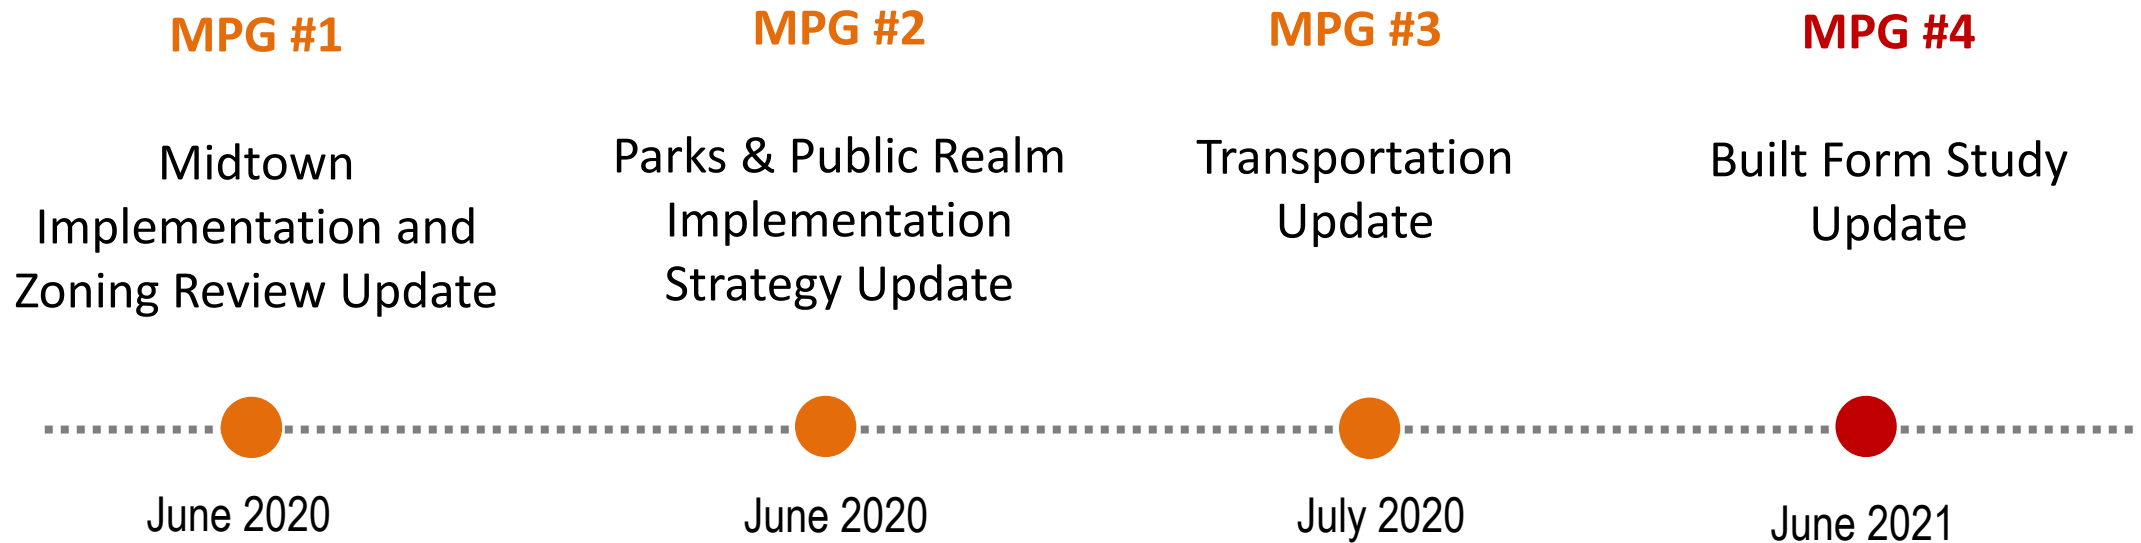 MPG #1
Midtown
Implementation and
Zoning Review Update
June 2020
MPG #2
Parks & Public Realm
Implementation
Strategy Update
June 2020
MPG #3
Transportation
Update
July 2020
MPG #4
Built Form Study
Update
June 2021